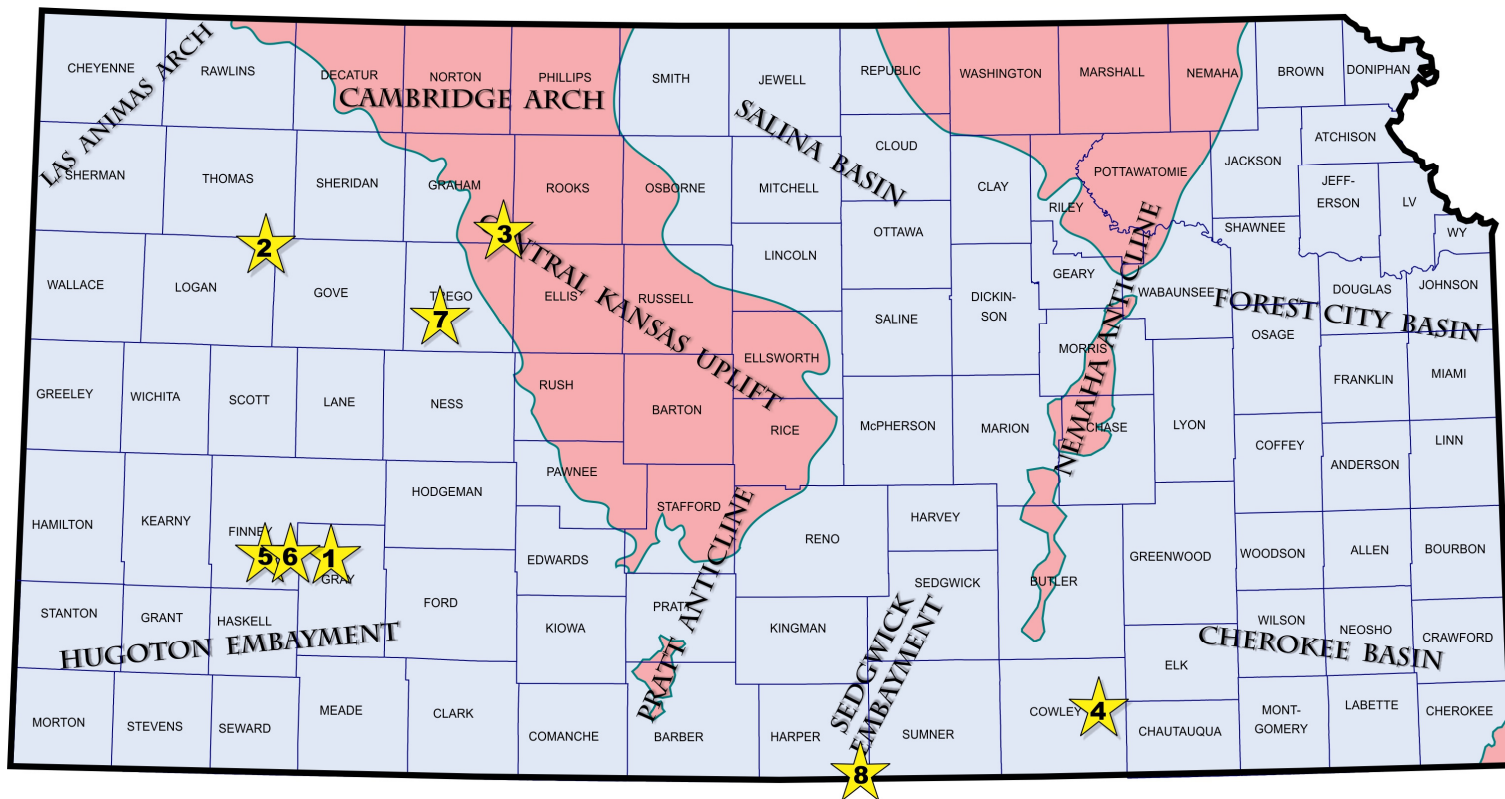 CHEYENNE
RAWLINS
DECATUR
NORTON
PHILLIPS
SMITH
JEWELL
REPUBLIC
WASHINGTON
MARSHALL
NEMAHA
BROWN
DONIPHAN
LAS ANIMAS ARCH
CAMBRIDGE ARCH
SALINA BASIN
ATCHISON
SHERMAN
THOMAS
SHERIDAN
GRAHAM
ROOKS
OSBORNE
MITCHELL
CLOUD
CLAY
RILEY
POTTAWATOMIE
JACKSON
JEFF-
ERSON
LV
WY
2
3
CENTRAL KANSAS UPLIFT
OTTAWA
SHAWNEE
WALLACE
LOGAN
GOVE
TREGO
7
ELLIS
RUSSELL
LINCOLN
SALINE
DICKIN-
SON
GEARY
WABAUNSEE
NEMAHA ANTICLINE
FOREST CITY BASIN
DOUGLAS
JOHNSON
OSAGE
MORRIS
ELLSWORTH
GREELEY
WICHITA
SCOTT
LANE
NESS
RUSH
BARTON
RICE
McPHERSON
MARION
CHASE
LYON
FRANKLIN
MIAMI
COFFEY
ANDERSON
LINN
HAMILTON
KEARNY
FINNEY
HODGEMAN
PAWNEE
STAFFORD
RENO
HARVEY
5
6
1
GRAY
EDWARDS
PRATT ANTICLINE
SEDGWICK
BUTLER
GREENWOOD
WOODSON
ALLEN
BOURBON
STANTON
GRANT
HASKELL
FORD
KIOWA
PRATT
KINGMAN
SEDGWICK
EMBAYMENT
HUGOTON EMBAYMENT
ELK
WILSON
NEOSHO
CRAWFORD
CHEROKEE BASIN
MORTON
STEVENS
SEWARD
MEADE
CLARK
COMANCHE
BARBER
HARPER
SUMNER
COWLEY
4
CHAUTAUQUA
MONT-
GOMERY
LABETTE
CHEROKEE
8